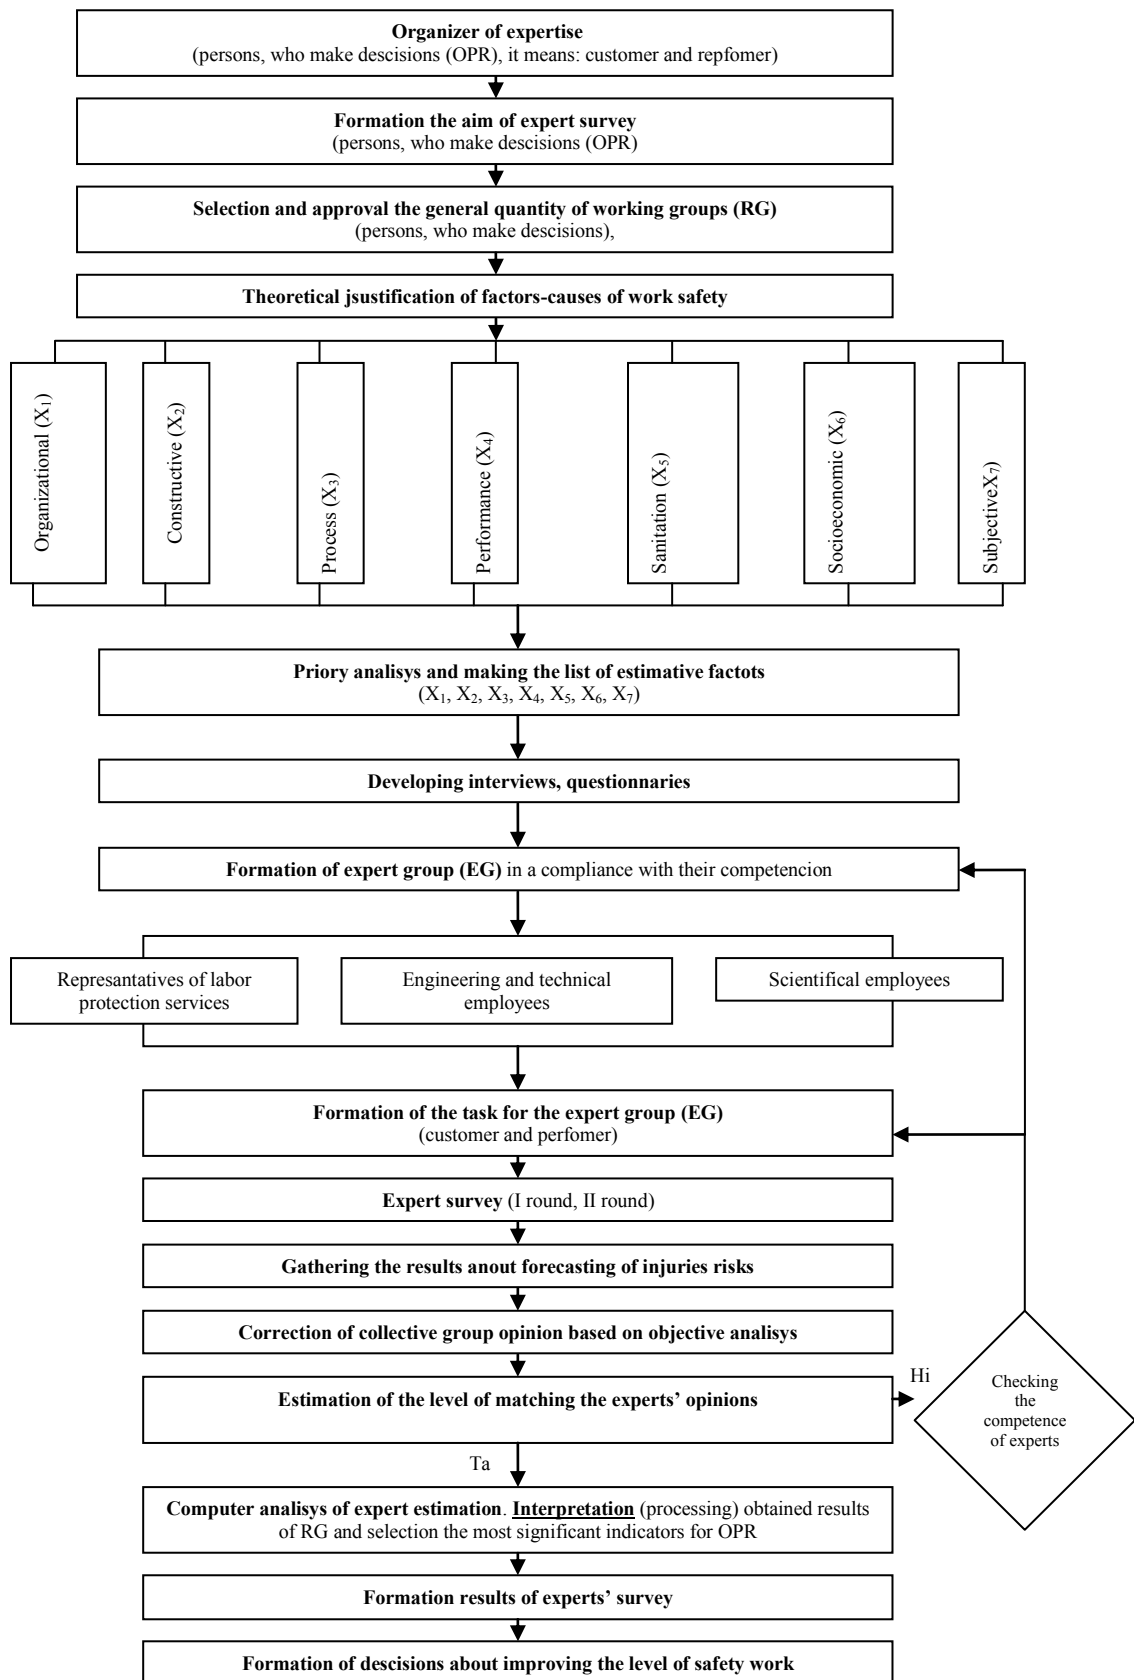 Organizer of expertise
(persons, who make descisions (OPR), it means: customer and repfomer)
Formation the aim of expert survey
(persons, who make descisions (OPR)
Selection and approval the general quantity of working groups (RG)
(persons, who make descisions),
Theoretical jsustification of factors-causes of work safety
Organizational (X₁)
Constructive (X₂)
Process (X₃)
Performance (X₄)
Sanitation (X₅)
Socioeconomic (X₆)
SubjectiveX₇)
Priory analisys and making the list of estimative factots
(X₁, X₂, X₃, X₄, X₅, X₆, X₇)
Developing interviews, questionnaries
Formation of expert group (EG) in a compliance with their competencion
Represantatives of labor
protection services
Engineering and technical
employees
Scientifical employees
Formation of the task for the expert group (EG)
(customer and perfomer)
Expert survey (I round, II round)
Gathering the results anout forecasting of injuries risks
Correction of collective group opinion based on objective analisys
Estimation of the level of matching the experts’ opinions
Hi
Checking
the
competence
of experts
Ta
Computer analisys of expert estimation. Interpretation (processing) obtained results
of RG and selection the most significant indicators for OPR
Formation results of experts’ survey
Formation of descisions about improving the level of safety work